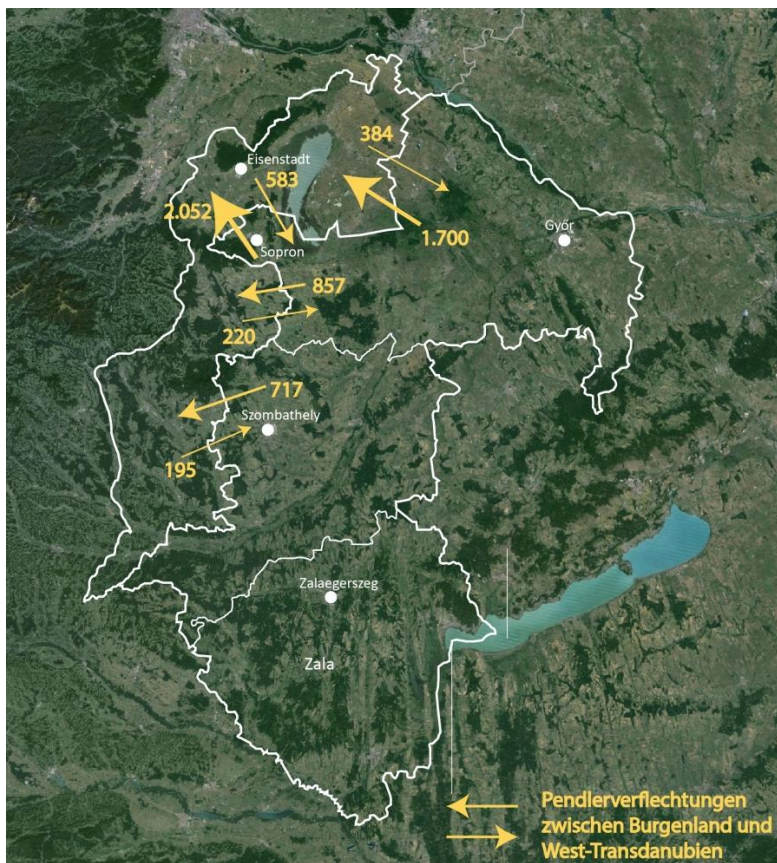 384
Eisenstadt
583
2.052
1.700
Győr
Sopron
857
220
717
Szombathely
195
Zalaegerszeg
Zala
Pendlerverflechtungen
zwischen Burgenland und
West-Transdanubien